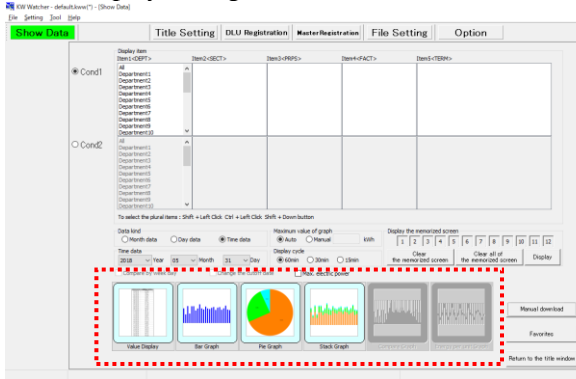 KW Watcher - default.kww(*) - [Show Data]
File Setting Tool Help
Show Data Title Setting DLU Registration MasterRegistration File Setting Option
Display item
Item1<DEPT> Item2<SECT> Item3<PRPS> Item4<FACT> Item5<TERM>
Cond1
All
Department1
Department2
Department3
Department4
Department5
Department6
Department7
Department8
Department9
Department10
Cond2
All
Department1
Department2
Department3
Department4
Department5
Department6
Department7
Department8
Department9
Department10
To select the plural items : Shift +Left Click Ctrl +Left Click Shift +Down button
Data kind Maximum value of graph Display the memorized screen
Month data Day data Time data Auto Manual kWh 1 2 3 4 5 6 7 8 9 10 11 12
Time data Display cycle
2018 Year 05 Month 31 Day 60min 30min 15min
Clear the memorized screen
Clear all of the memorized screen
Display
Compare by week day Change the cutoff date Max. electric power
Value Display Bar Graph Pie Graph Stack Graph
Manual download
Favorites
Return to the title window